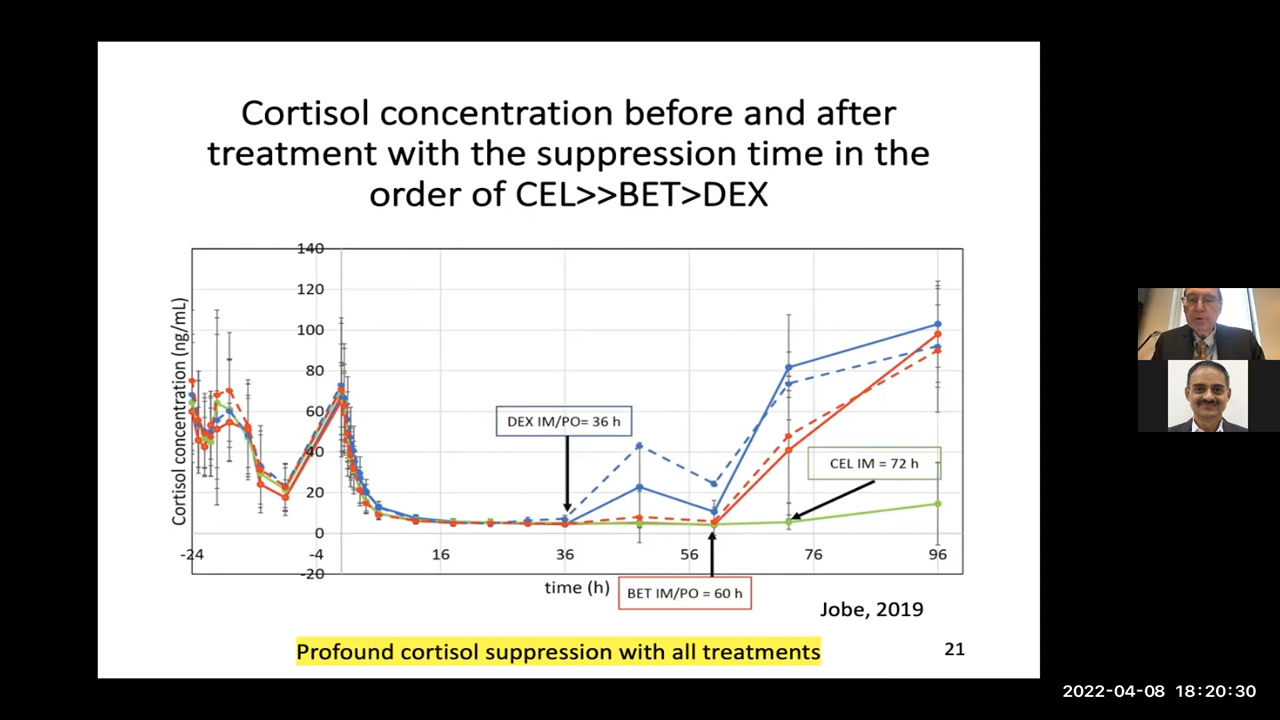 Cortisol concentration before and after
treatment with the suppression time in the
order of CEL>>BET>DEX
140
120
100
80
60
40
20
0
-20
Cortisol concentration (ng/mL)
DEX IM/PO= 36 h
CEL IM = 72 h
-24
-4
16
36
56
76
96
time (h)
BET IM/PO = 60 h
Jobe, 2019
Profound cortisol suppression with all treatments
21
2022-04-08 18:20:30